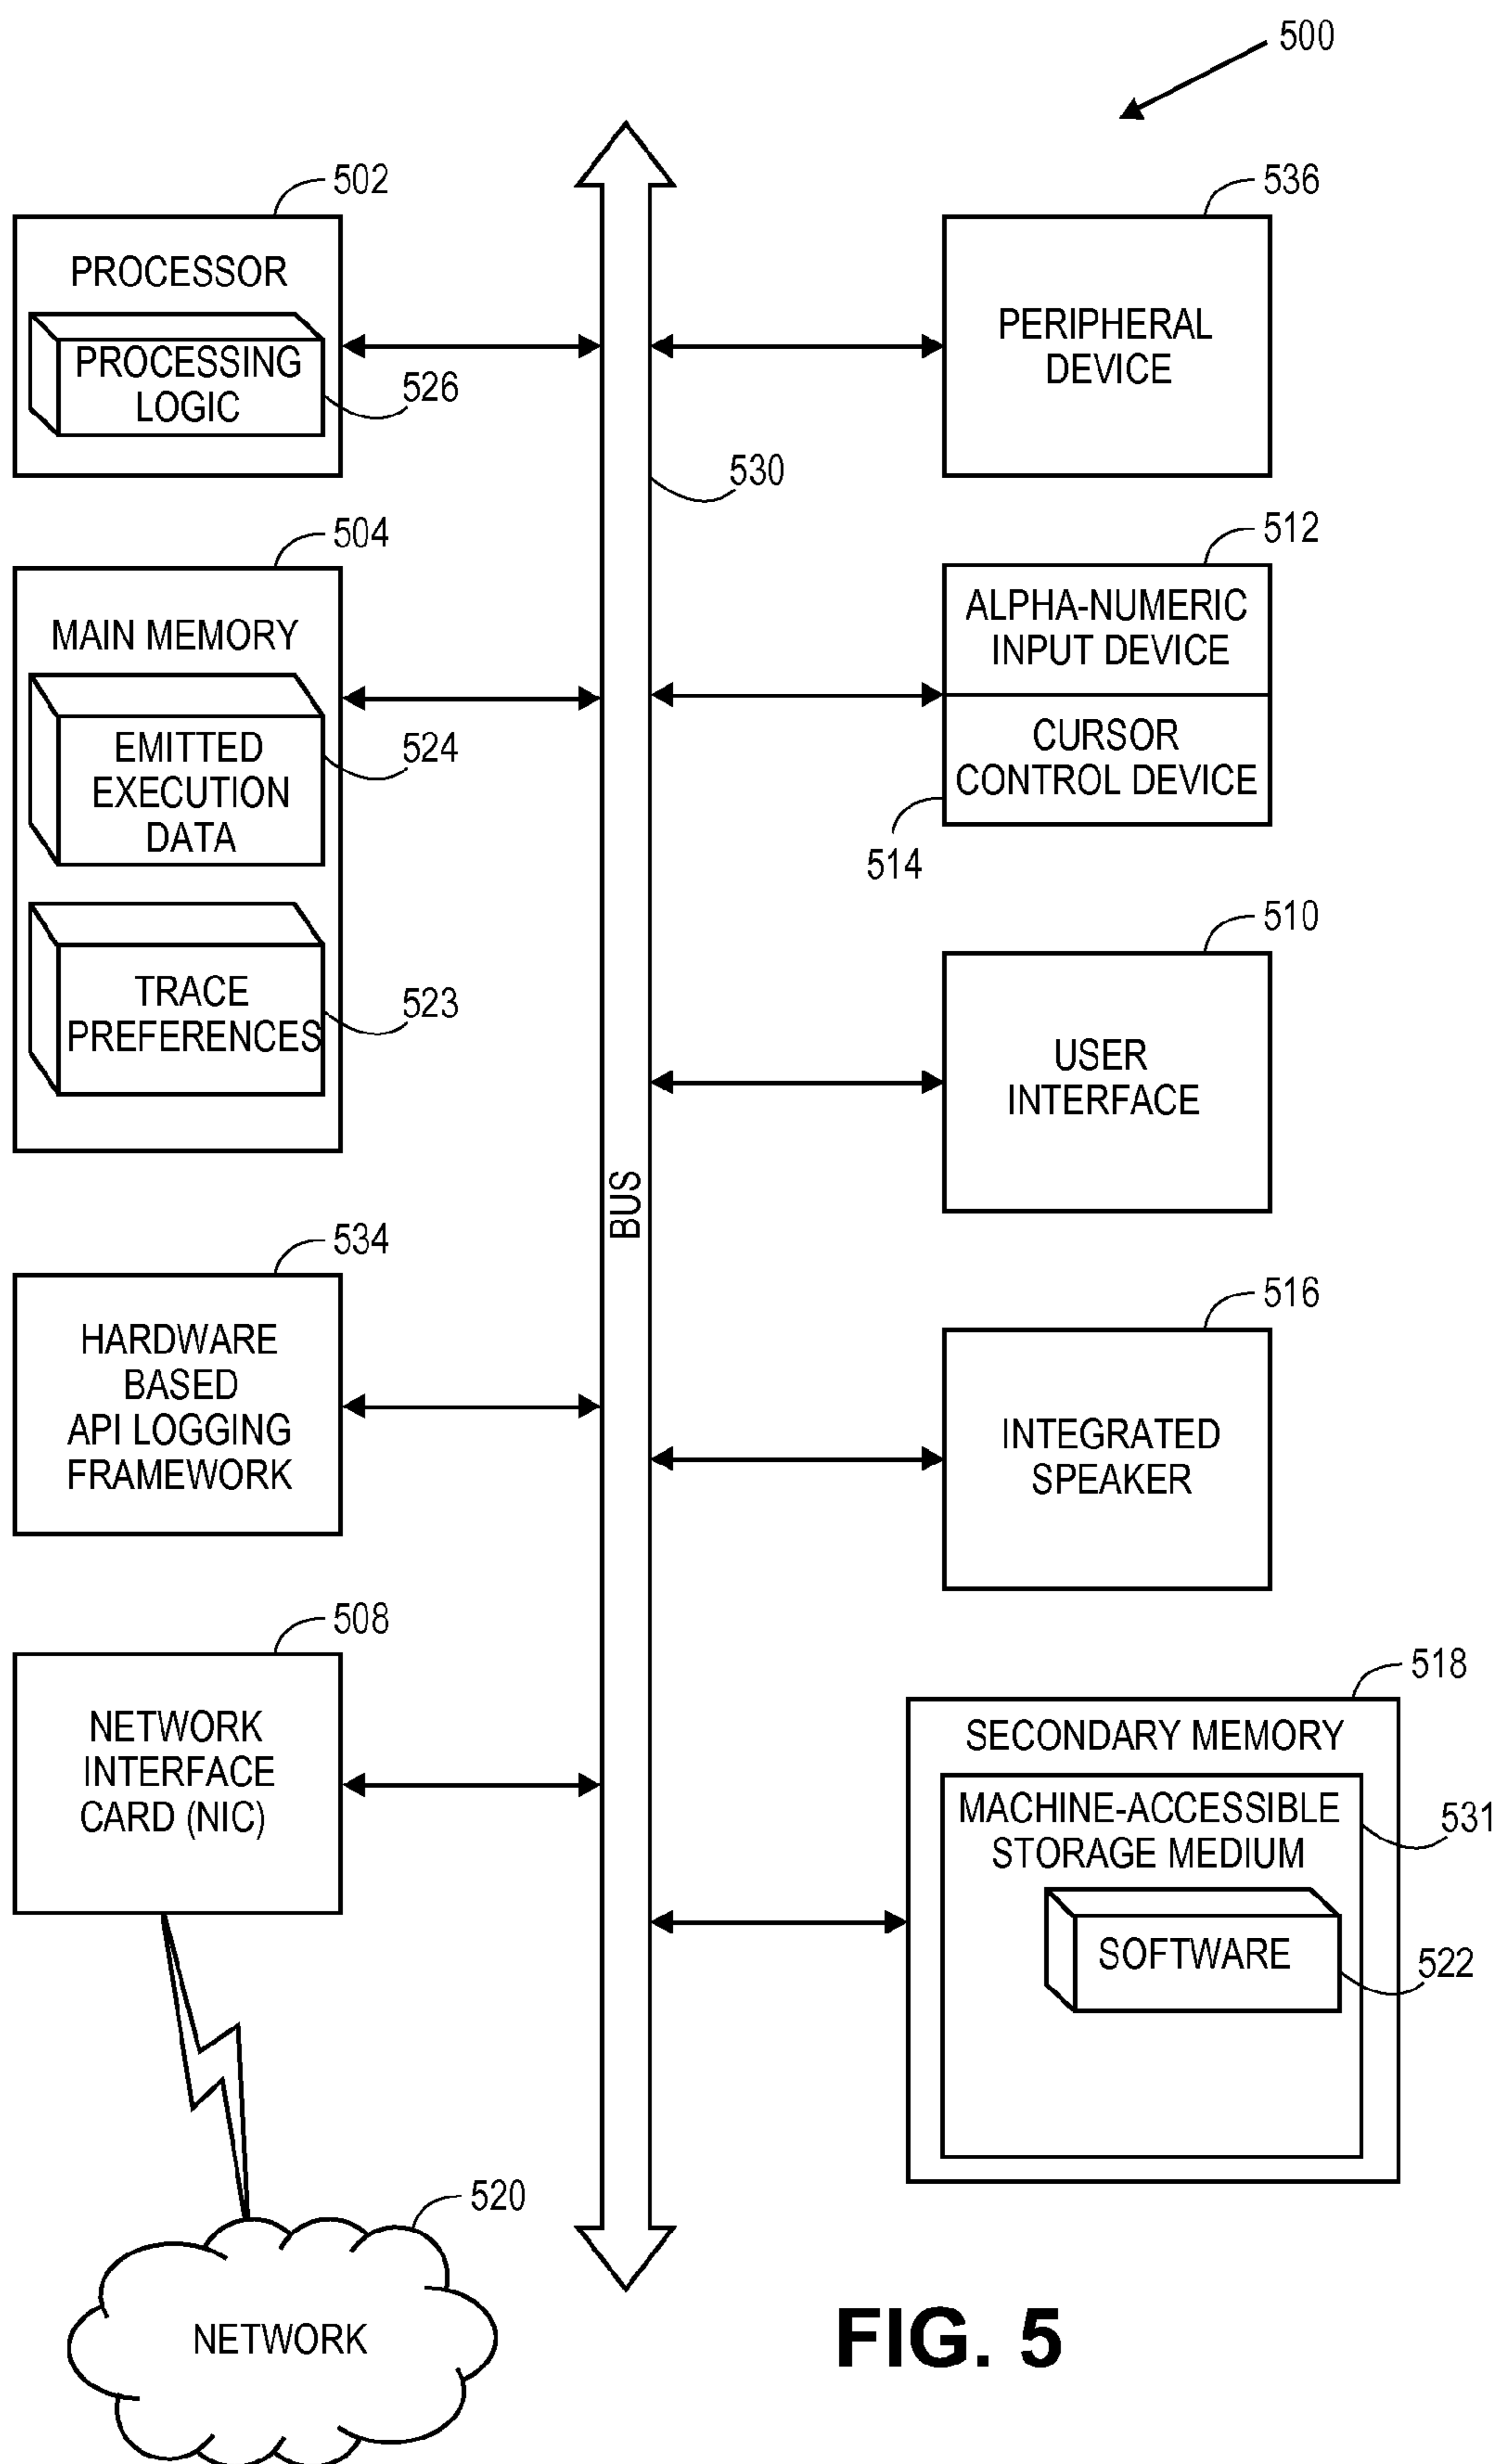 500
502
PROCESSOR
PROCESSING
LOGIC
526
536
PERIPHERAL
DEVICE
530
504
MAIN MEMORY
EMITTED
EXECUTION
DATA
524
TRACE
PREFERENCES
523
512
ALPHA-NUMERIC
INPUT DEVICE
CURSOR
CONTROL DEVICE
514
510
USER
INTERFACE
BUS
534
HARDWARE
BASED
API LOGGING
FRAMEWORK
516
INTEGRATED
SPEAKER
508
NETWORK
INTERFACE
CARD (NIC)
518
SECONDARY MEMORY
MACHINE-ACCESSIBLE
STORAGE MEDIUM
531
SOFTWARE
522
520
NETWORK
FIG. 5